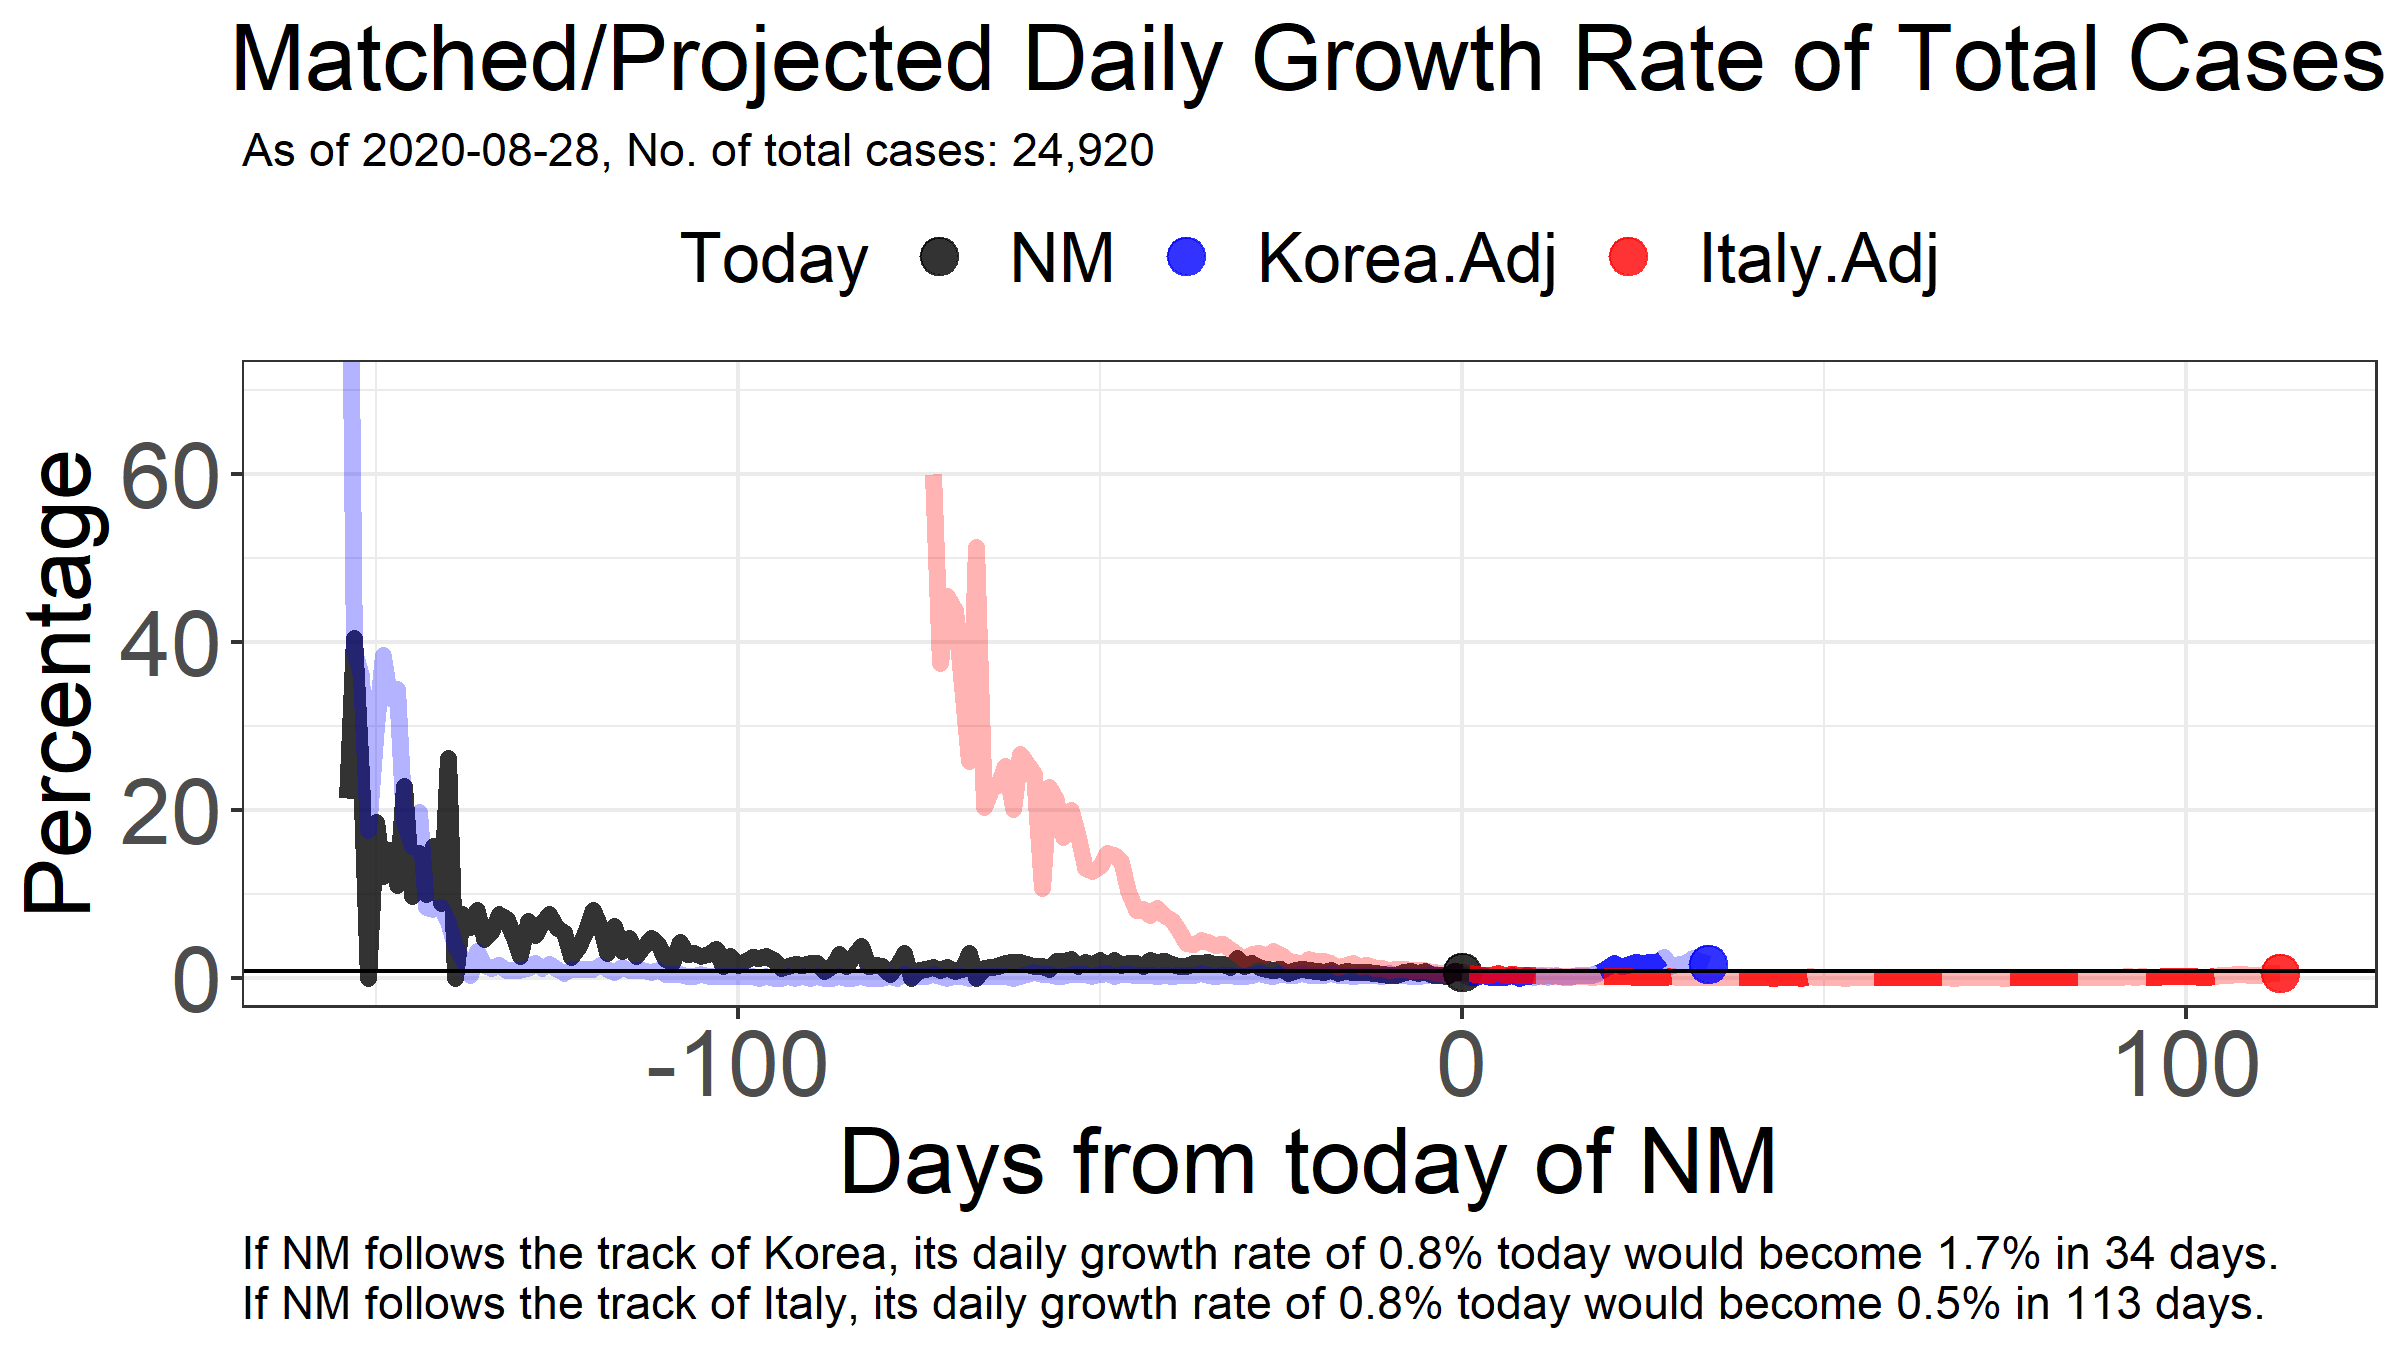 Matched/Projected Daily Growth Rate of Total Cases
As of 2020-08-28, No. of total cases: 24,920
Today NM Korea.Adj Italy.Adj
Percentage
60
40
20
0
-100 0 100
Days from today of NM
If NM follows the track of Korea, its daily growth rate of 0.8% today would become 1.7% in 34 days.
If NM follows the track of Italy, its daily growth rate of 0.8% today would become 0.5% in 113 days.